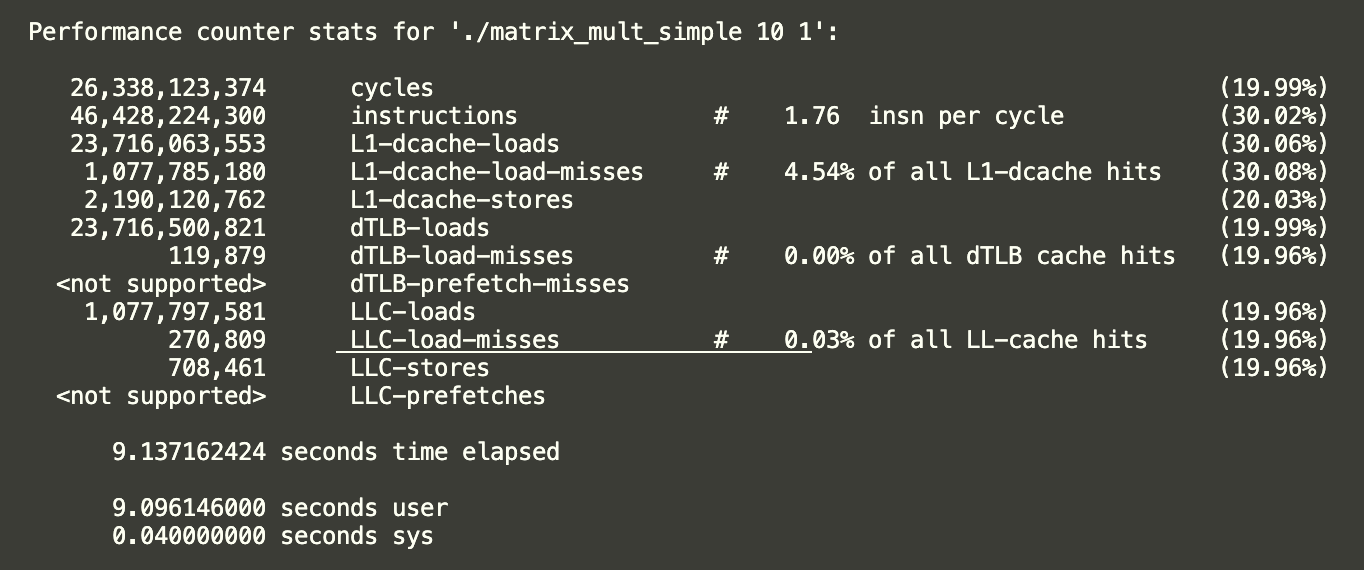 Performance counter stats for './matrix_mult_simple 10 1':
26,338,123,374 cycles (19.99%)
46,428,224,300 instructions # 1.76 insn per cycle (30.02%)
23,716,063,553 L1-dcache-loads (30.06%)
1,077,785,180 L1-dcache-load-misses # 4.54% of all L1-dcache hits (30.08%)
2,190,120,762 L1-dcache-stores (20.03%)
23,716,500,821 dTLB-loads (19.99%)
119,879 dTLB-load-misses # 0.00% of all dTLB cache hits (19.96%)
<not supported> dTLB-prefetch-misses
1,077,797,581 LLC-loads (19.96%)
270,809 LLC-load-misses # 0.03% of all LL-cache hits (19.96%)
708,461 LLC-stores (19.96%)
<not supported> LLC-prefetches
9.137162424 seconds time elapsed
9.096146000 seconds user
0.040000000 seconds sys